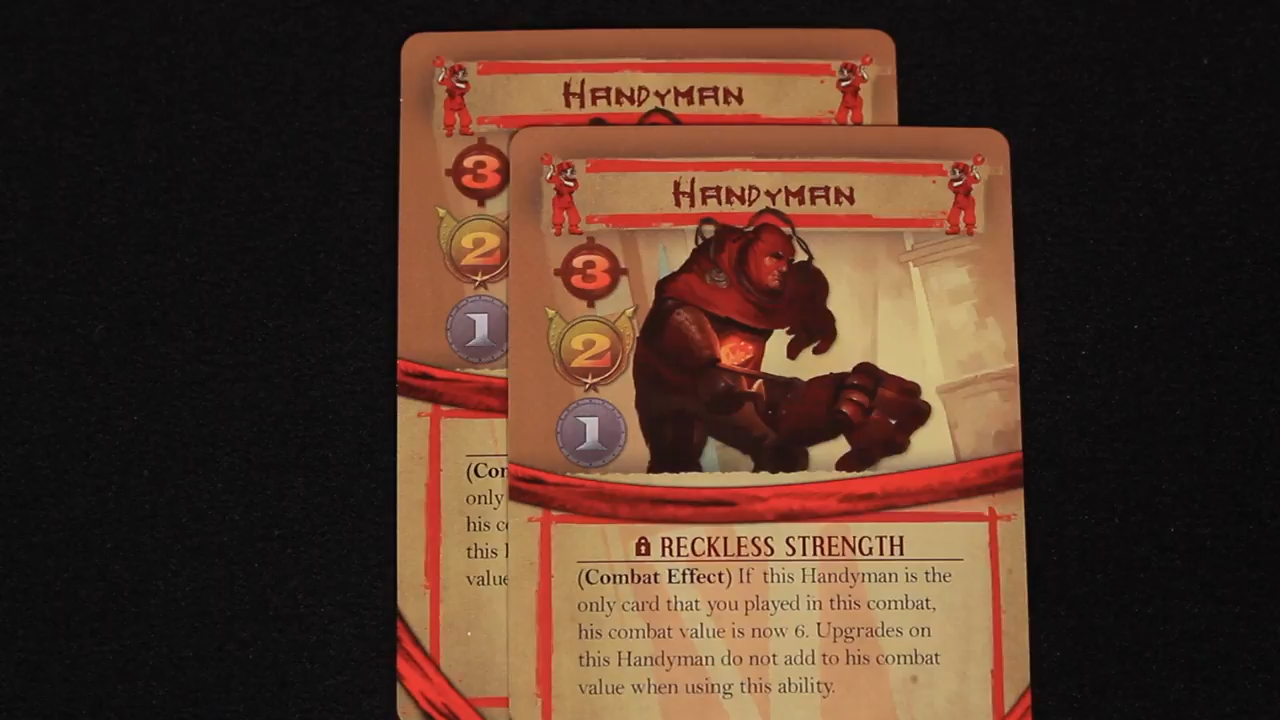 HANDYMAN
3
2
1
(Com
only
his c
this
value
HANDYMAN
3
2
1
RECKLESS STRENGTH
(Combat Effect) If this Handyman is the
only card that you played in this combat,
his combat value is now 6. Upgrades on
this Handyman do not add to his combat
value when using this ability.